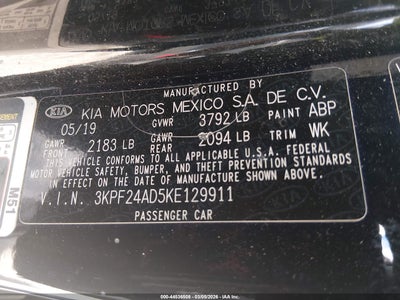 MANUFACTURED BY
KIA KIA MOTORS MEXICO S.A. DE C.V.
05/19 GVWR 3792 LB PAINT ABP
GAWR FRONT 2183 LB GAWR REAR 2094 LB TRIM WK
THIS VEHICLE CONFORMS TO ALL APPLICABLE U.S.A. FEDERAL
MOTOR VEHICLE SAFETY, BUMPER, AND THEFT PREVENTION STANDARDS
IN EFFECT ON THE DATE OF MANUFACTURE SHOWN ABOVE.
V.I.N. 3KPF24AD5KE129911
PASSENGER CAR
M51